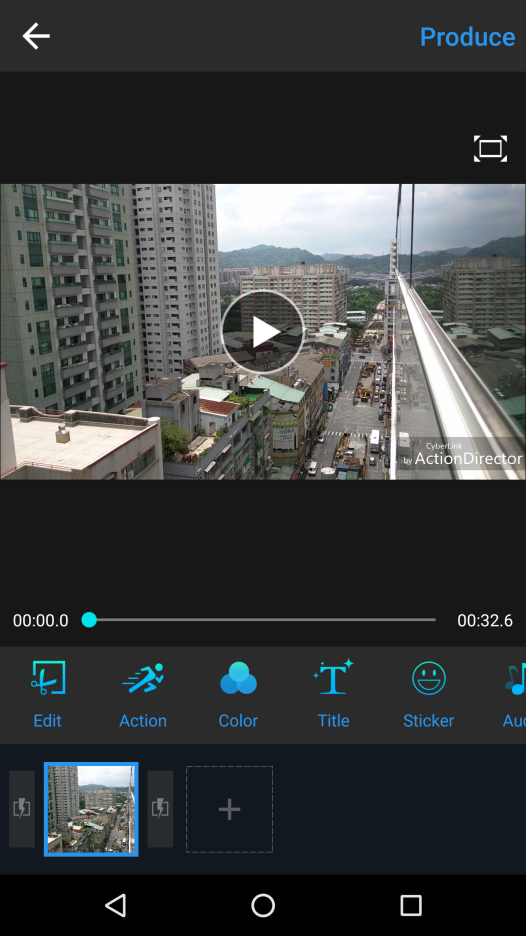 Produce
CyberLink
by ActionDirector
00:00.0
00:32.6
Edit
Action
Color
Title
Sticker
Au